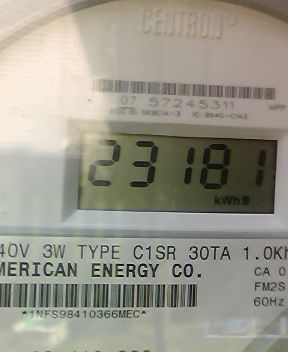 CENTRON®
07 57245311
23181
kWh
40V 3W TYPE C1SR 30TA 1.0Kh
MERICAN ENERGY CO.
CA 0
FM2S
60Hz
*1NFS98410366MEC*